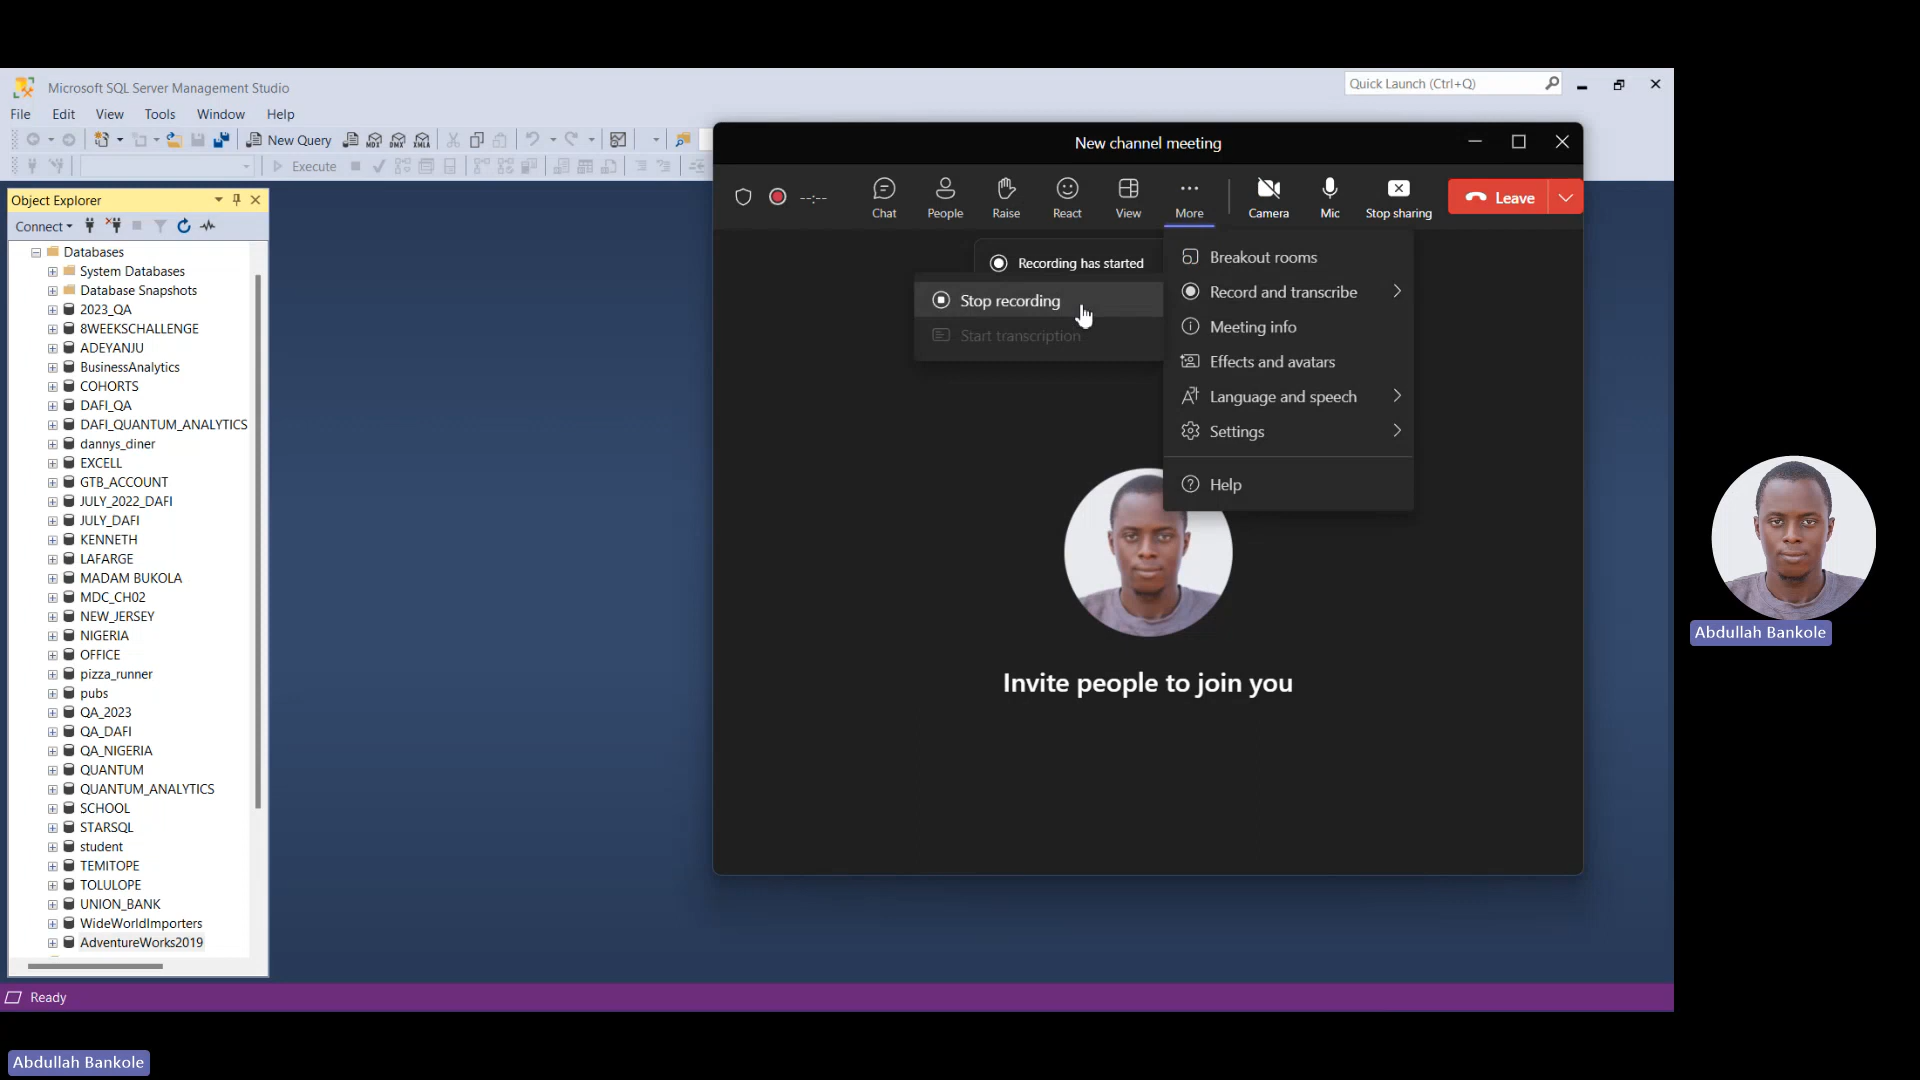 Microsoft SQL Server Management Studio
Quick Launch (Ctrl+Q)
File Edit View Tools Window Help
New Query MDX DMX XMLA
Execute
Object Explorer
Connect
Databases
System Databases
Database Snapshots
2023_QA
8WEEKSCHALLENGE
ADEYANJU
BusinessAnalytics
COHORTS
DAFI_QA
DAFI_QUANTUM_ANALYTICS
dannys_diner
EXCELL
GTB_ACCOUNT
JULY_2022_DAFI
JULY_DAFI
KENNETH
LAFARGE
MADAM BUKOLA
MDC_CH02
NEW_JERSEY
NIGERIA
OFFICE
pizza_runner
pubs
QA_2023
QA_DAFI
QA_NIGERIA
QUANTUM
QUANTUM_ANALYTICS
SCHOOL
STARSQL
student
TEMITOPE
TOLULOPE
UNION_BANK
WideWorldImporters
AdventureWorks2019
Ready
New channel meeting
--:--
Chat People Raise React View More Camera Mic Stop sharing Leave
Recording has started
Stop recording
Start transcription
Breakout rooms
Record and transcribe
Meeting info
Effects and avatars
Language and speech
Settings
Help
Invite people to join you
Abdullah Bankole
Abdullah Bankole